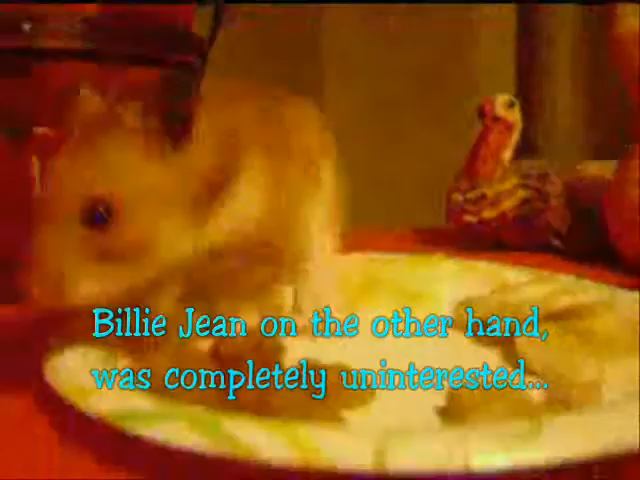 Billie Jean on the other hand,
was completely uninterested...